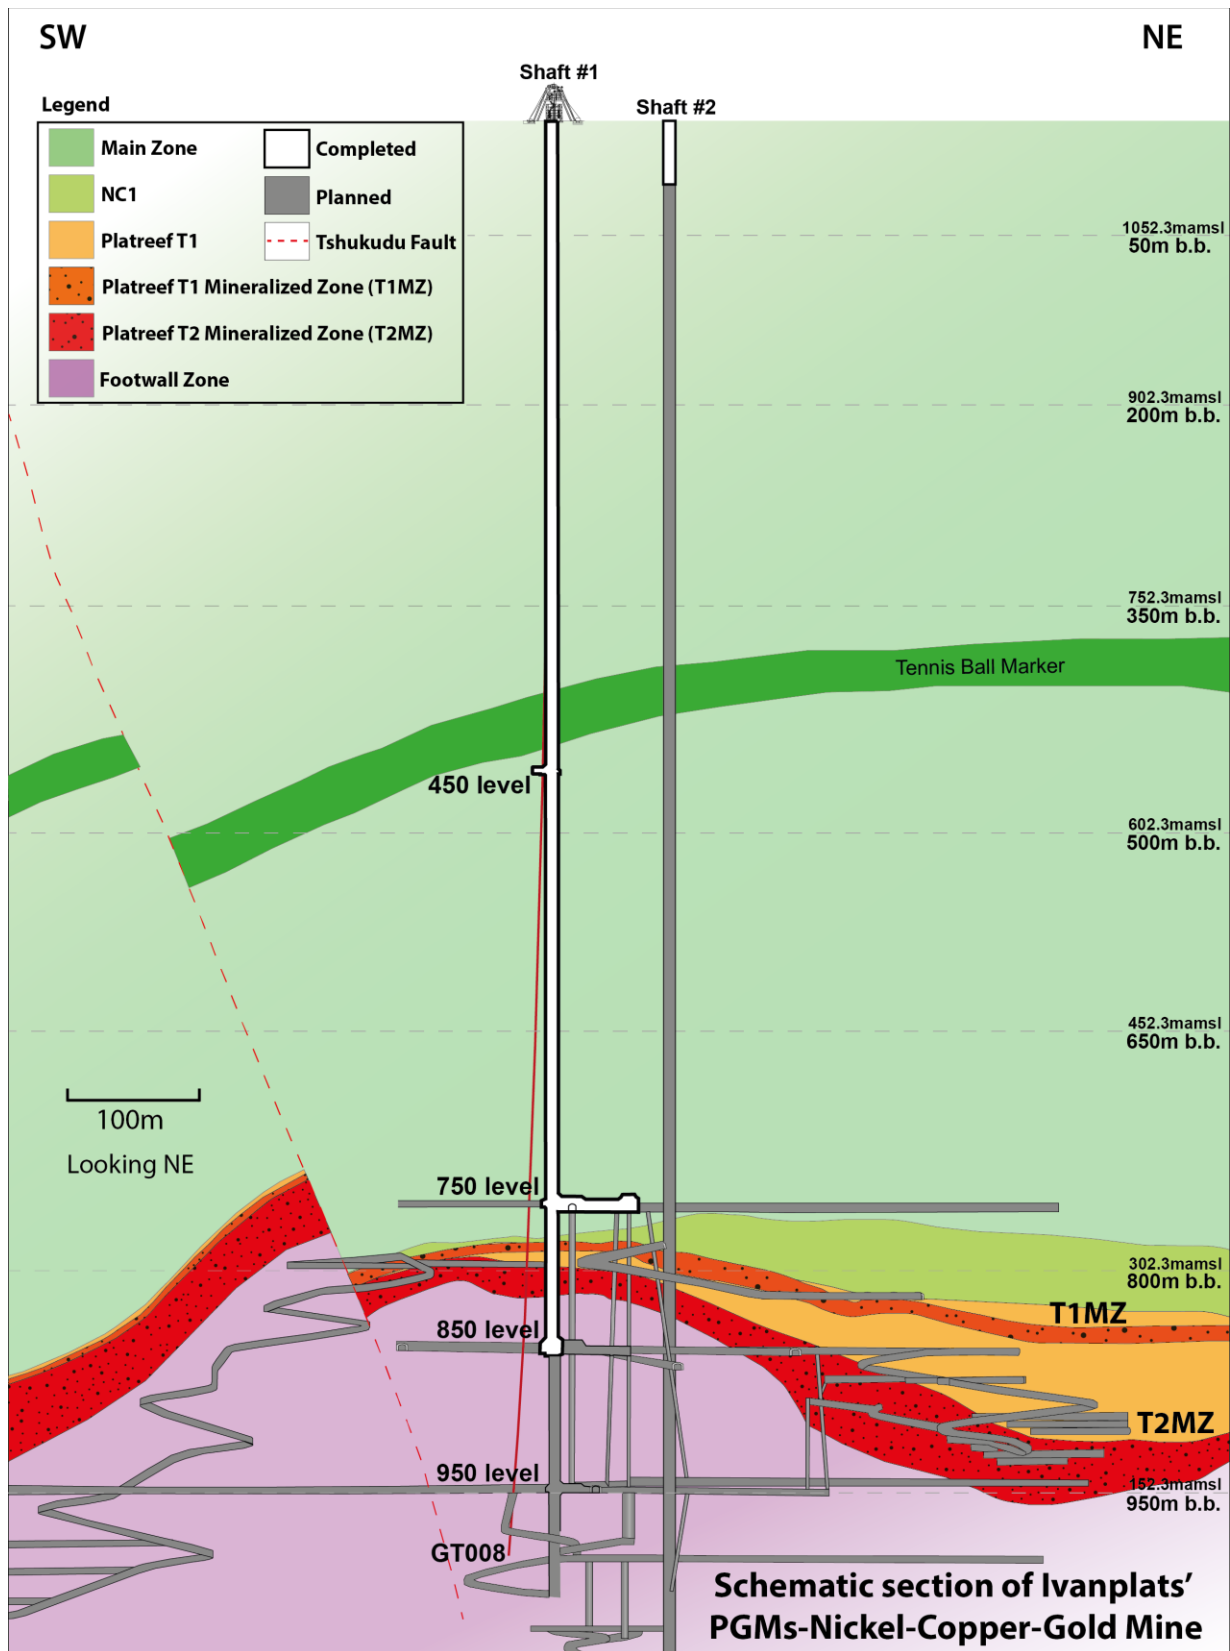 SW
NE
Shaft #1
Shaft #2
Legend
Main Zone
NC1
Platreef T1
Platreef T1 Mineralized Zone (T1MZ)
Platreef T2 Mineralized Zone (T2MZ)
Footwall Zone
Completed
Planned
Tshukudu Fault
1052.3mamsl
50m b.b.
902.3mamsl
200m b.b.
752.3mamsl
350m b.b.
Tennis Ball Marker
450 level
602.3mamsl
500m b.b.
452.3mamsl
650m b.b.
100m
Looking NE
750 level
302.3mamsl
800m b.b.
T1MZ
850 level
T2MZ
950 level
152.3mamsl
950m b.b.
GT008
Schematic section of Ivanplats'
PGMs-Nickel-Copper-Gold Mine